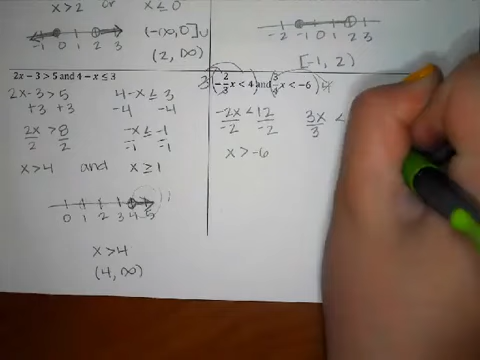 x > 2 or x ≤ 0
-1 0 1 2 3
(-∞, 0] ∪
(2, ∞)
-2 -1 0 1 2 3
[-1, 2)
2x − 3 > 5 and 4 − x ≤ 3
2x - 3 > 5
+3 +3
2x > 8
2 2
x > 4 and x ≥ 1
4 - x ≤ 3
-4 -4
-x ≤ -1
-1 -1
0 1 2 3 4 5
x > 4
(4, ∞)
3(-2/3 x < 4) and (3/4 x < −6)
-2x < 12
-2 -2
x > -6
3x <
3